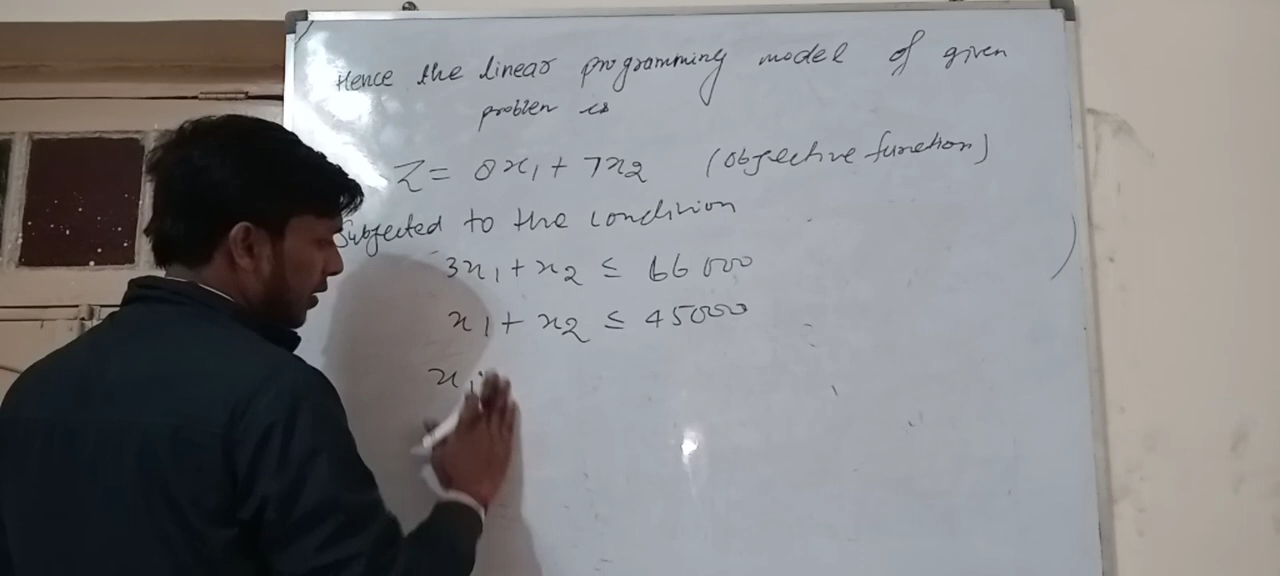 Hence the linear programming model of given
problem is
Z = 8x₁ + 7x₂ (Objective function)
Subjected to the condition
3x₁ + x₂ ≤ 66000
x₁ + x₂ ≤ 45000
x₁